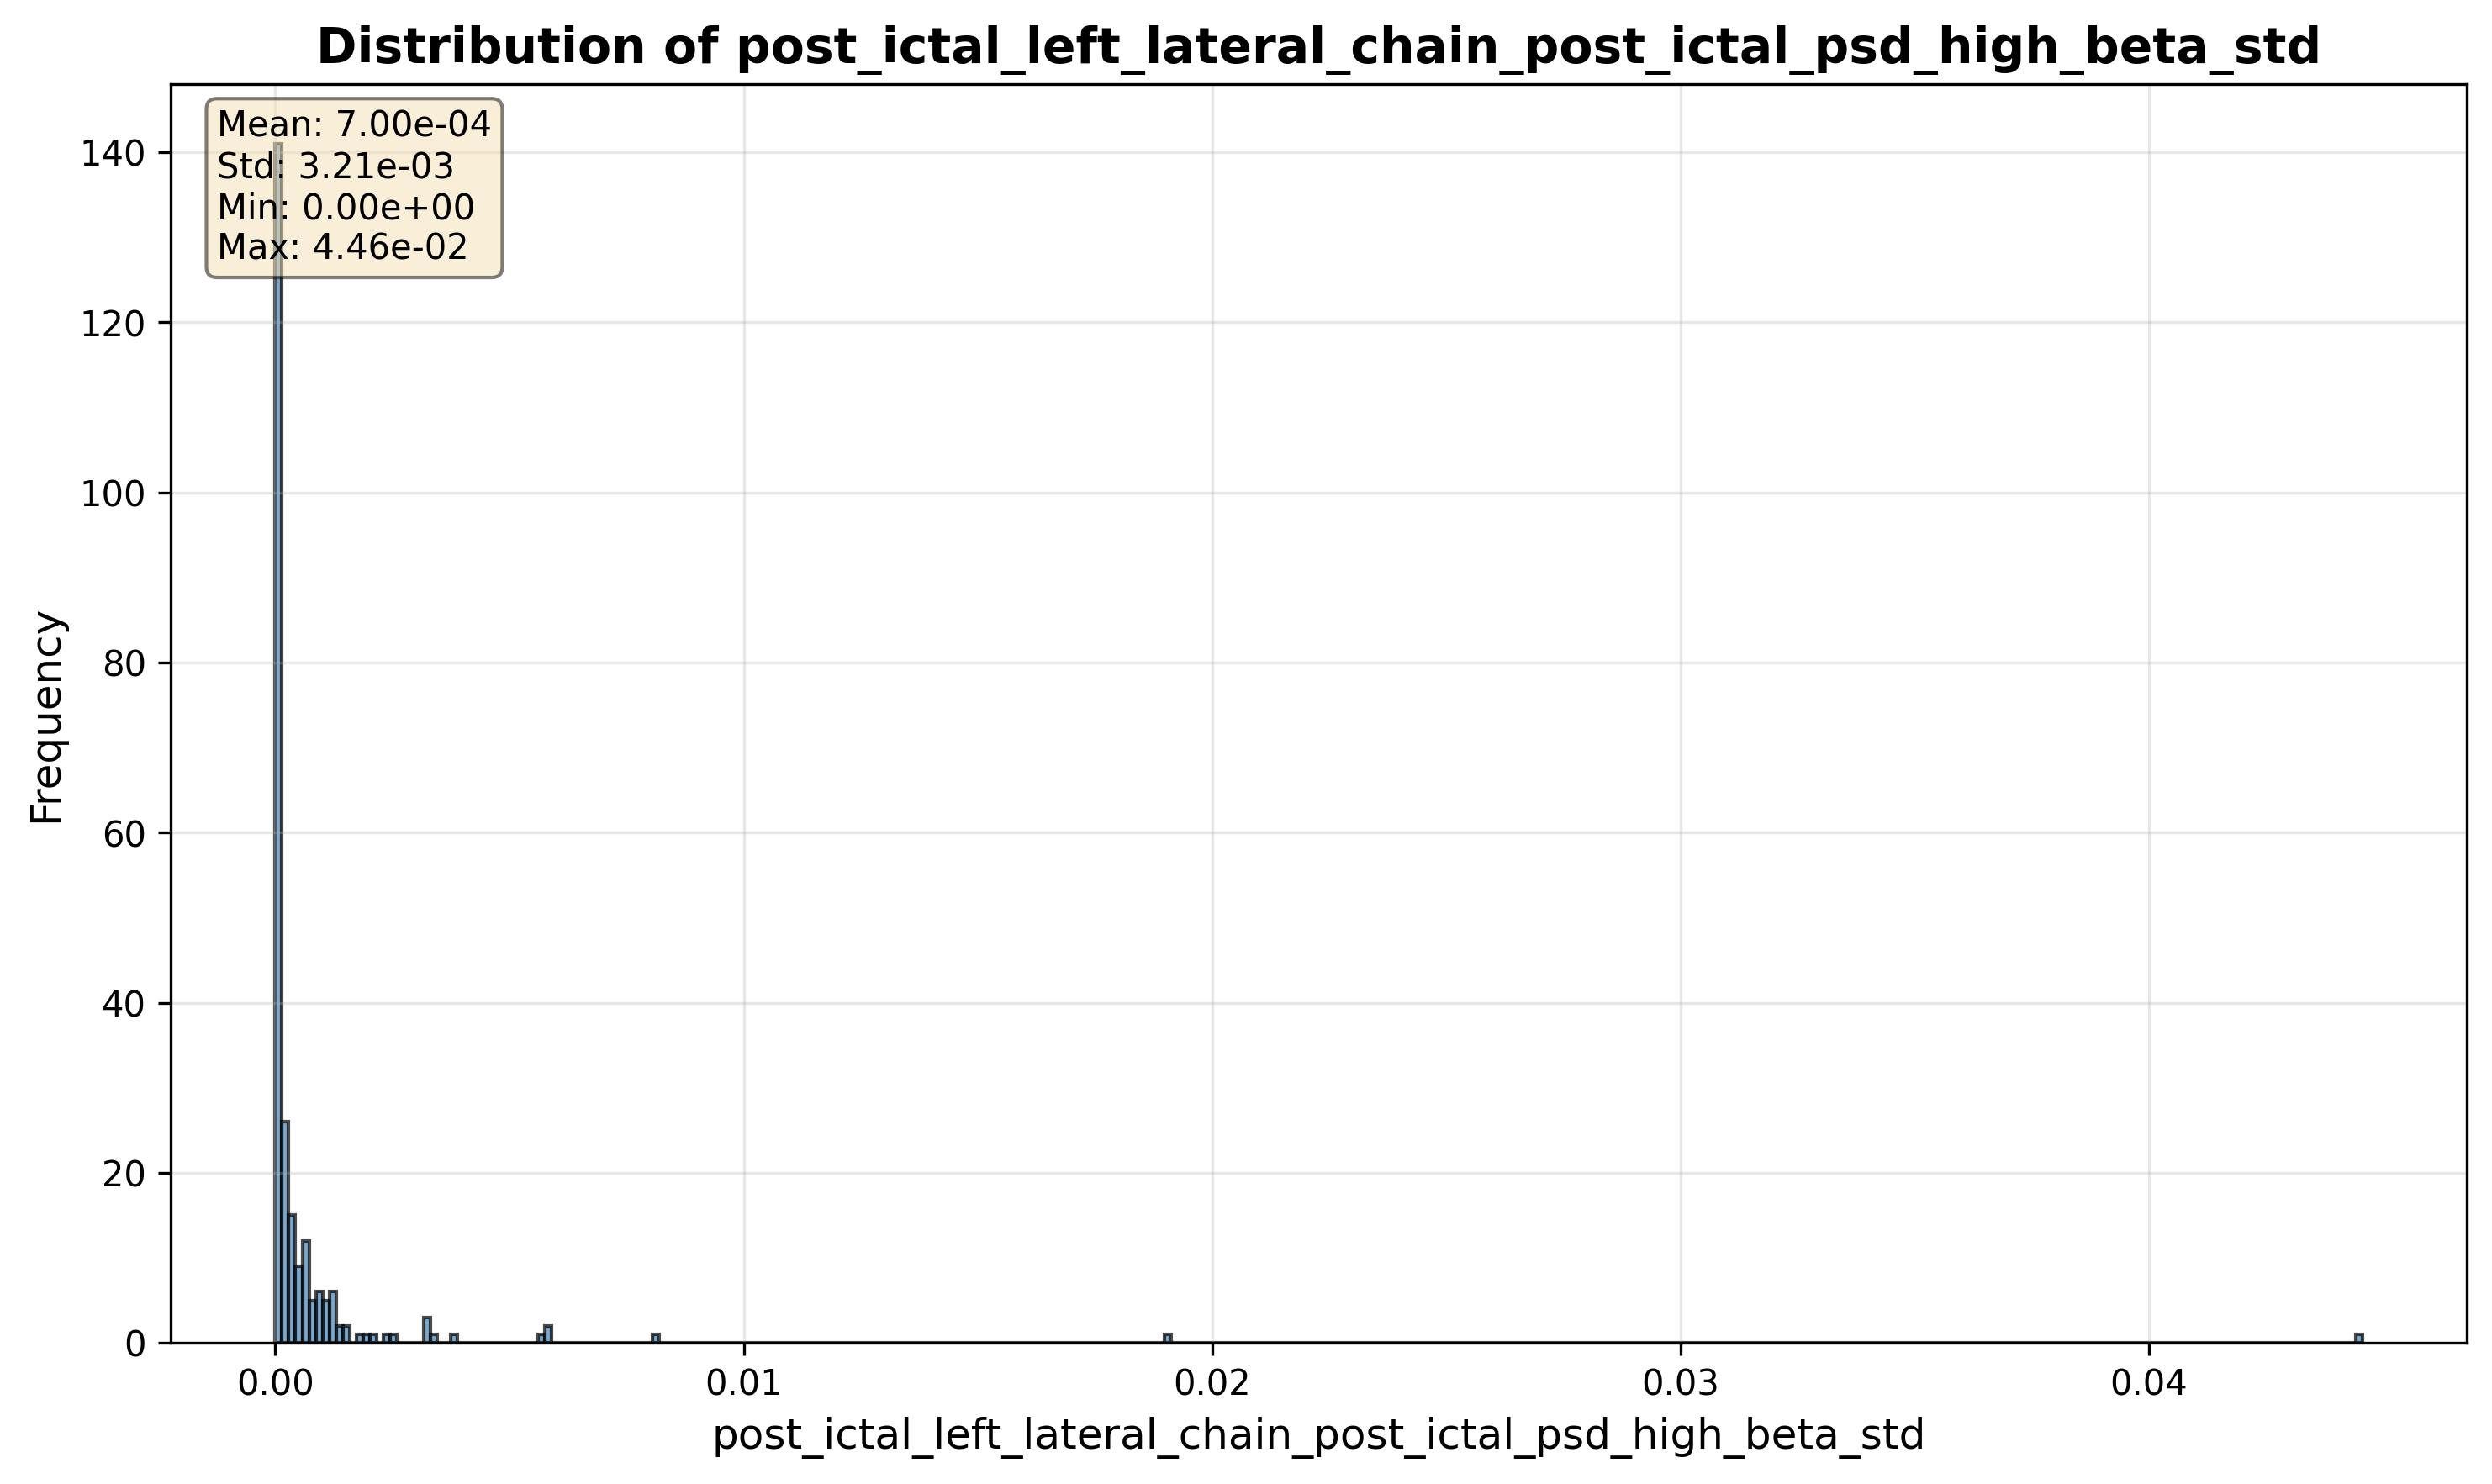 Distribution of post_ictal_left_lateral_chain_post_ictal_psd_high_beta_std
Mean: 7.00e-04
Std: 3.21e-03
Min: 0.00e+00
Max: 4.46e-02
140
120
100
80
60
40
20
0
Frequency
0.00 0.01 0.02 0.03 0.04
post_ictal_left_lateral_chain_post_ictal_psd_high_beta_std